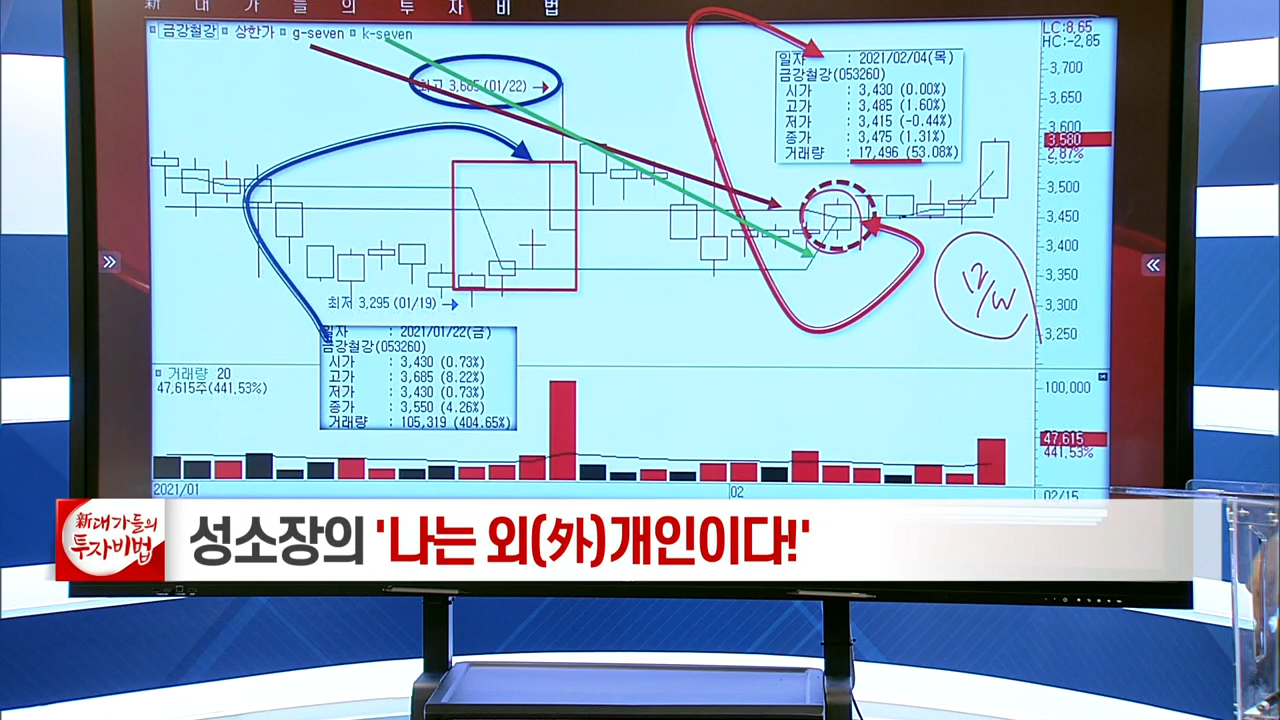 新 대 가 들 의 투 자 비 법
금강철강 상한가 g-seven k-seven
LC:8,65
HC:-2,85
최고 3,685 (01/22) →
일자 : 2021/02/04(목)
금강철강(053260)
시가 : 3,430 (0.00%)
고가 : 3,485 (1.60%)
저가 : 3,415 (-0.44%)
종가 : 3,475 (1.31%)
거래량 : 17,496 (53.08%)
3,700
3,650
3,600
3,580
2,87%
3,550
3,500
3,450
3,400
3,350
3,300
3,250
»
«
최저 3,295 (01/19) →
일자 : 2021/01/22(금)
금강철강(053260)
시가 : 3,430 (0.73%)
고가 : 3,685 (8.22%)
저가 : 3,430 (0.73%)
종가 : 3,550 (4.26%)
거래량 : 105,319 (404.65%)
거래량 20
47,615주(441.53%)
100,000
47,615
441.53%
2021/01
02
02/15
新대가들의
투자비법
성소장의 '나는 외(外)개인이다!'